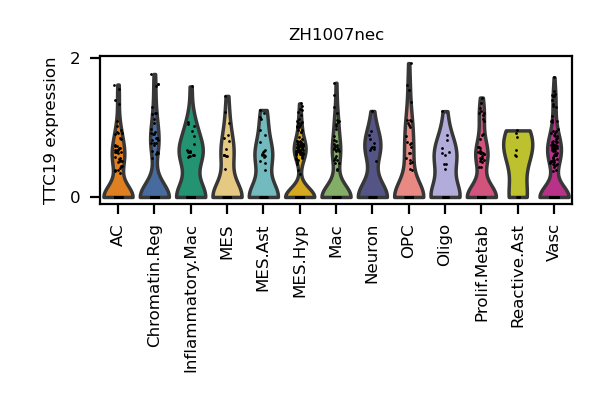 ZH1007nec
TTC19 expression
2
0
AC
Chromatin.Reg
Inflammatory.Mac
MES
MES.Ast
MES.Hyp
Mac
Neuron
OPC
Oligo
Prolif.Metab
Reactive.Ast
Vasc